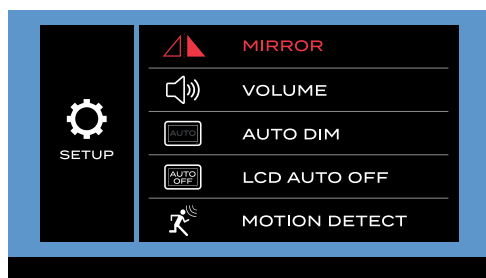 SETUP
MIRROR
VOLUME
AUTO
AUTO DIM
AUTO
OFF
LCD AUTO OFF
MOTION DETECT